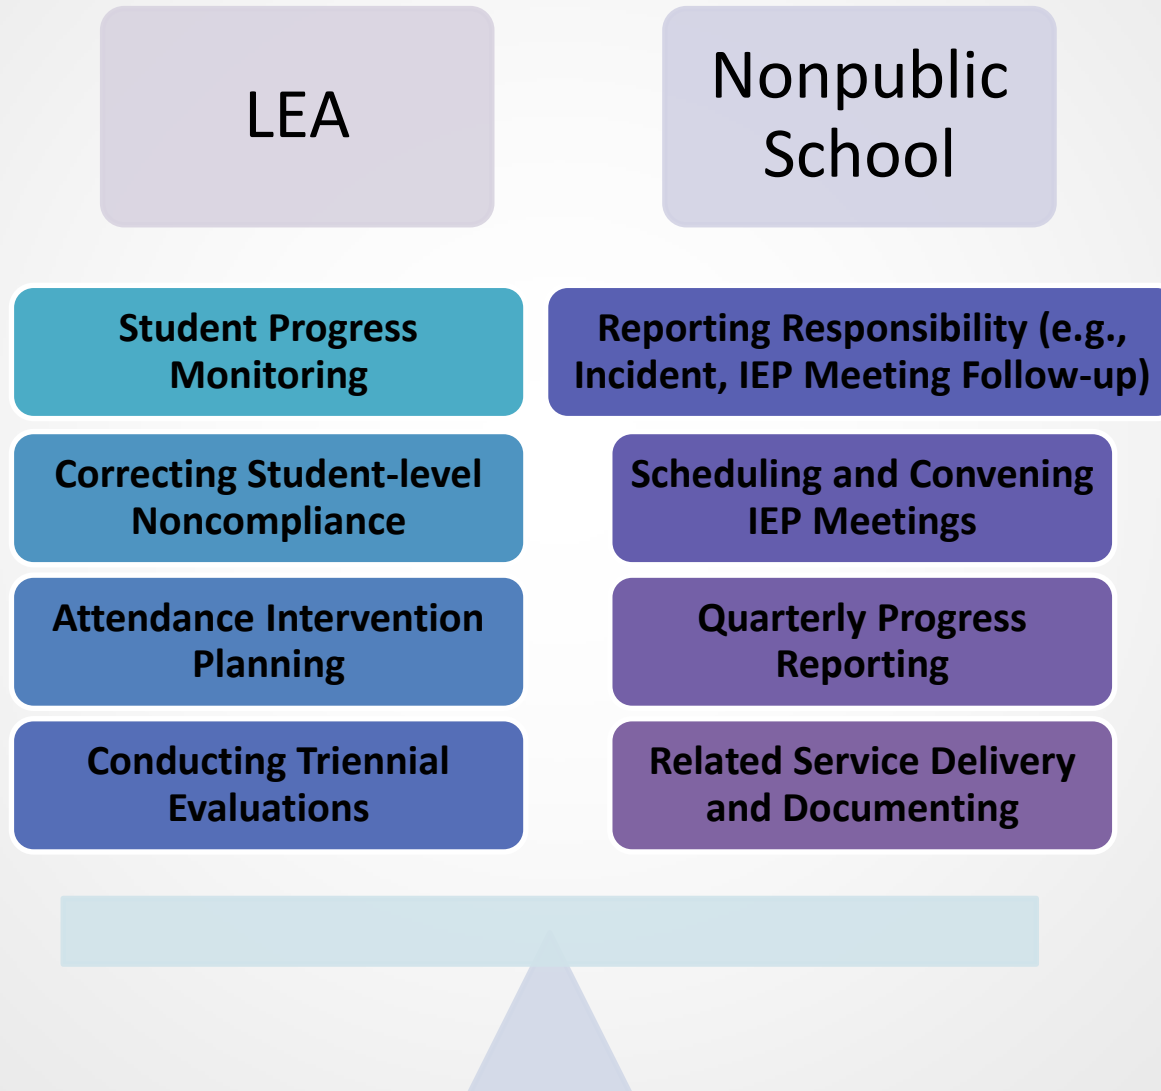 LEA
Nonpublic
School
Student Progress
Monitoring
Correcting Student-level
Noncompliance
Attendance Intervention
Planning
Conducting Triennial
Evaluations
Reporting Responsibility (e.g.,
Incident, IEP Meeting Follow-up)
Scheduling and Convening
IEP Meetings
Quarterly Progress
Reporting
Related Service Delivery
and Documenting